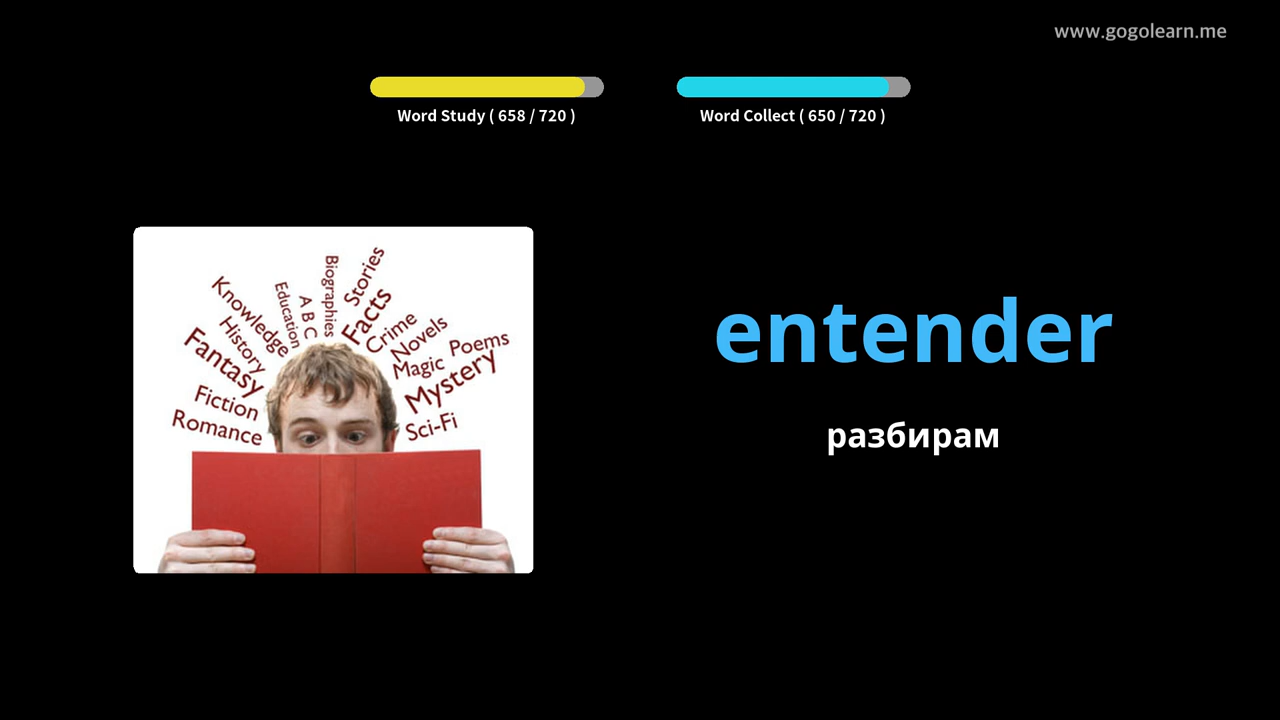 www.gogolearn.me
Word Study ( 658 / 720 )
Word Collect ( 650 / 720 )
Romance
Fiction
Fantasy
History
Knowledge
Education
A B C
Biographies
Stories
Facts
Crime
Novels
Magic
Poems
Mystery
Sci-Fi
entender
разбирам